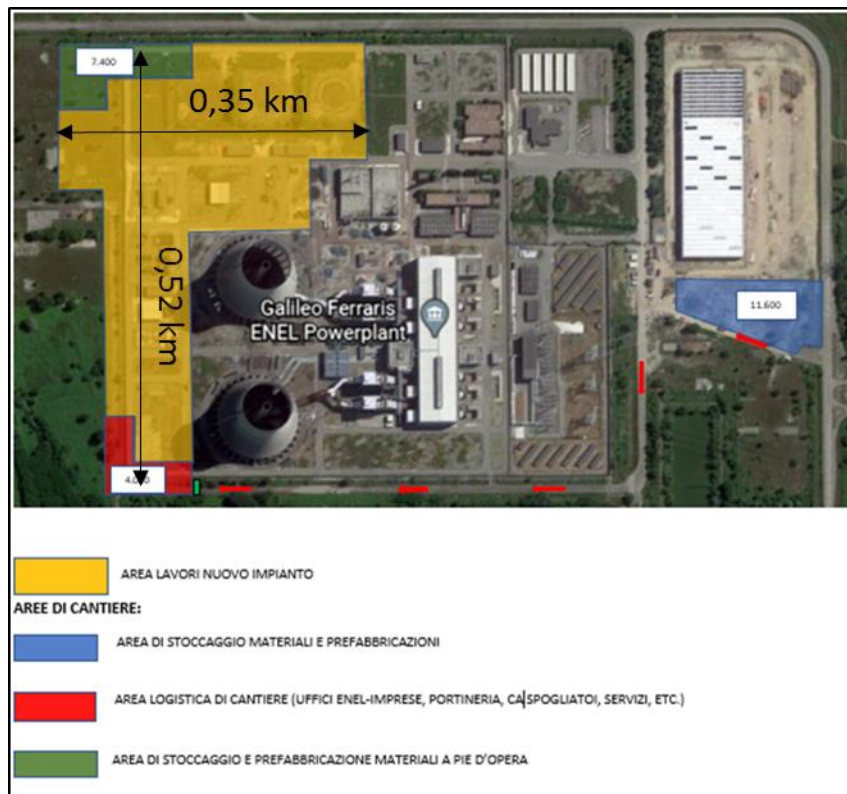 7.400
0,35 km
0,52 km
Galileo Ferraris
ENEL Powerplant
11.600
AREA LAVORI NUOVO IMPIANTO
AREE DI CANTIERE:
AREA DI STOCCAGGIO MATERIALI E PREFABBRICAZIONI
AREA LOGISTICA DI CANTIERE (UFFICI ENEL-IMPRESE, PORTINERIA, CA SPOGLIATOI, SERVIZI, ETC.)
AREA DI STOCCAGGIO E PREFABBRICAZIONE MATERIALI A PIE D'OPERA